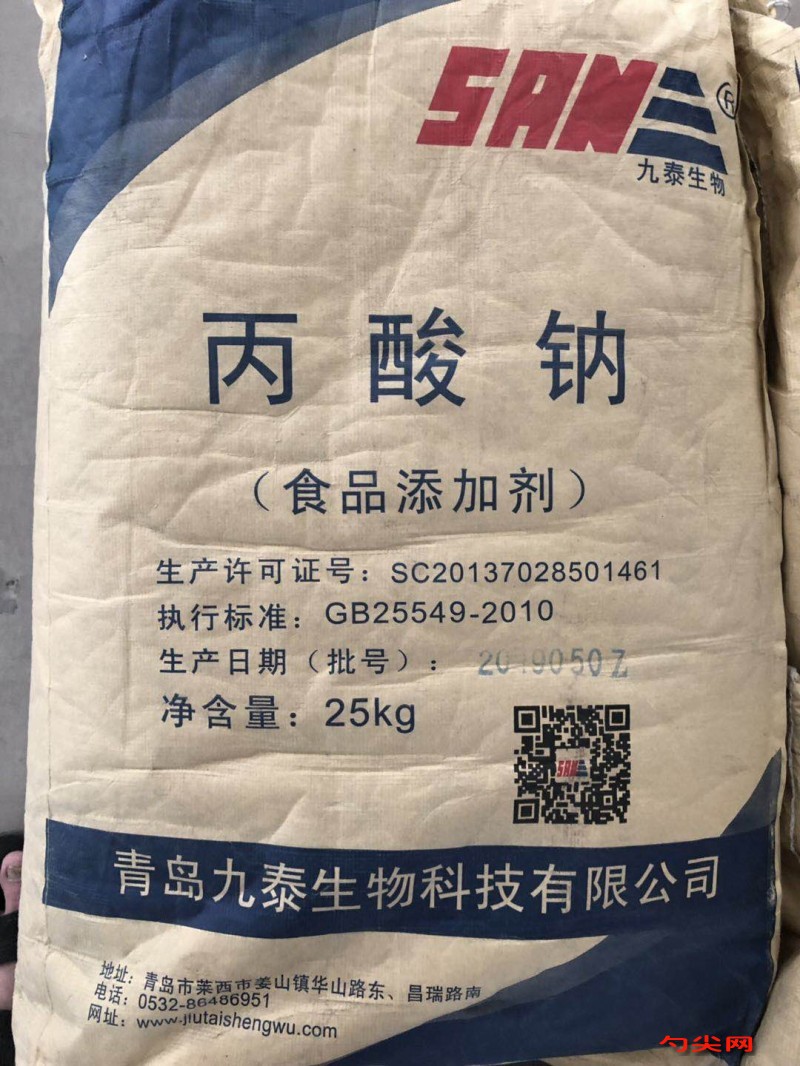 SAN
®
九泰生物
丙酸钠
（食品添加剂）
生产许可证号：SC20137028501461
执行标准：GB25549-2010
生产日期（批号）：2019050Z
净含量：25kg
SAN
青岛九泰生物科技有限公司
地址：青岛市莱西市姜山镇华山路东、昌瑞路南
电话：0532-86486951
网址：www.jiutaishengwu.com
勺尖网